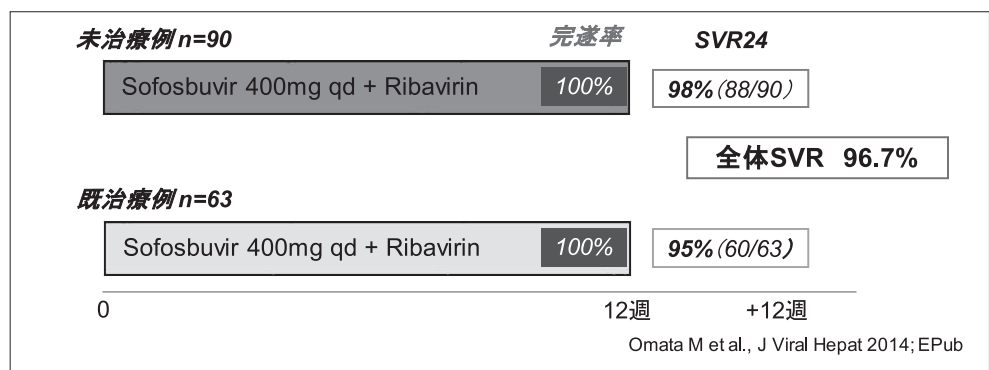 未治療例 n=90 完遂率 SVR24
Sofosbuvir 400mg qd + Ribavirin 100% 98%(88/90)
全体SVR 96.7%
既治療例 n=63
Sofosbuvir 400mg qd + Ribavirin 100% 95%(60/63)
0 12週 +12週
Omata M et al., J Viral Hepat 2014; EPub